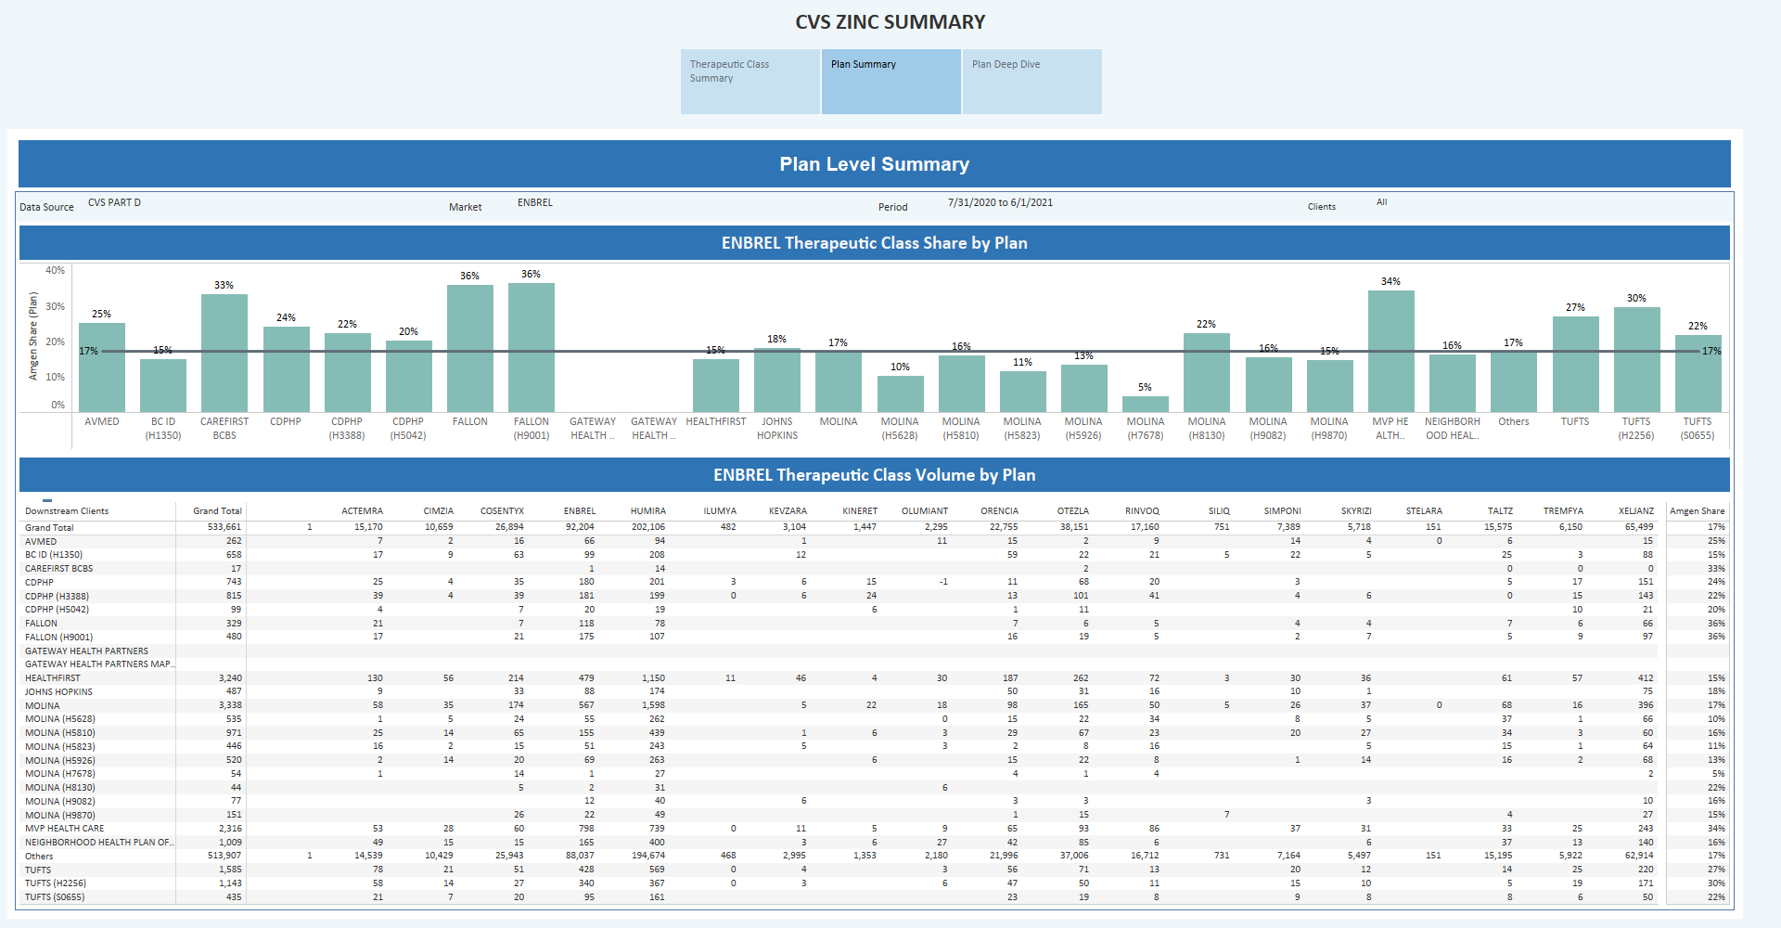 CVS ZINC SUMMARY
Therapeutic Class Summary
Plan Summary
Plan Deep Dive
Plan Level Summary
Data Source CVS PART D Market ENBREL Period 7/31/2020 to 6/1/2021 Clients All
ENBREL Therapeutic Class Share by Plan
Amgen Share (Plan)
40%
30%
20%
10%
0%
25% 15% 33% 24% 22% 20% 36% 36% 15% 18% 17% 10% 16% 11% 13% 5% 22% 16% 15% 34% 16% 17% 27% 30% 22%
17% 17%
AVMED
BC ID (H1350)
CAREFIRST BCBS
CDPHP
CDPHP (H3388)
CDPHP (H5042)
FALLON
FALLON (H9001)
GATEWAY HEALTH ..
GATEWAY HEALTH ..
HEALTHFIRST
JOHNS HOPKINS
MOLINA
MOLINA (H5628)
MOLINA (H5810)
MOLINA (H5823)
MOLINA (H5926)
MOLINA (H7678)
MOLINA (H8130)
MOLINA (H9082)
MOLINA (H9870)
MVP HE ALTH..
NEIGHBORH OOD HEAL..
Others
TUFTS
TUFTS (H2256)
TUFTS (S0655)
ENBREL Therapeutic Class Volume by Plan
Downstream Clients Grand Total ACTEMRA CIMZIA COSENTYX ENBREL HUMIRA ILUMYA KEVZARA KINERET OLUMIANT ORENCIA OTEZLA RINVOQ SILIQ SIMPONI SKYRIZI STELARA TALTZ TREMFYA XELJANZ Amgen Share
Grand Total 533,661 1 15,170 10,659 26,894 92,204 202,106 482 3,104 1,447 2,295 22,755 38,151 17,160 751 7,389 5,718 151 15,575 6,150 65,499 17%
AVMED 262 7 2 16 66 94 1 11 15 2 9 14 4 0 6 15 25%
BC ID (H1350) 658 17 9 63 99 208 12 59 22 21 5 22 5 25 3 88 15%
CAREFIRST BCBS 17 1 14 2 0 0 0 33%
CDPHP 743 25 4 35 180 201 3 6 15 -1 11 68 20 3 5 17 151 24%
CDPHP (H3388) 815 39 4 39 181 199 0 6 24 13 101 41 4 6 0 15 143 22%
CDPHP (H5042) 99 4 7 20 19 6 1 11 10 21 20%
FALLON 329 21 7 118 78 7 6 5 4 4 7 6 66 36%
FALLON (H9001) 480 17 21 175 107 16 19 5 2 7 5 9 97 36%
GATEWAY HEALTH PARTNERS
GATEWAY HEALTH PARTNERS MAP..
HEALTHFIRST 3,240 130 56 214 479 1,150 11 46 4 30 187 262 72 3 30 36 61 57 412 15%
JOHNS HOPKINS 487 9 33 88 174 50 31 16 10 1 75 18%
MOLINA 3,338 58 35 174 567 1,598 5 22 18 98 165 50 5 26 37 0 68 16 396 17%
MOLINA (H5628) 535 1 5 24 55 262 0 15 22 34 8 5 37 1 66 10%
MOLINA (H5810) 971 25 14 65 155 439 1 6 3 29 67 23 20 27 34 3 60 16%
MOLINA (H5823) 446 16 2 15 51 243 5 3 2 8 16 5 15 1 64 11%
MOLINA (H5926) 520 2 14 20 69 263 6 15 22 8 1 14 16 2 68 13%
MOLINA (H7678) 54 1 14 1 27 4 1 4 2 5%
MOLINA (H8130) 44 5 2 31 6 22%
MOLINA (H9082) 77 12 40 6 3 3 3 10 16%
MOLINA (H9870) 151 26 22 49 1 15 7 4 27 15%
MVP HEALTH CARE 2,316 53 28 60 798 739 0 11 5 9 65 93 86 37 31 33 25 243 34%
NEIGHBORHOOD HEALTH PLAN OF.. 1,009 49 15 15 165 400 3 6 27 42 85 6 6 37 13 140 16%
Others 513,907 1 14,539 10,429 25,943 88,037 194,674 468 2,995 1,353 2,180 21,996 37,006 16,712 731 7,164 5,497 151 15,195 5,922 62,914 17%
TUFTS 1,585 78 21 51 428 569 0 4 3 56 71 13 20 12 14 25 220 27%
TUFTS (H2256) 1,143 58 14 27 340 367 0 3 6 47 50 11 15 10 5 19 171 30%
TUFTS (S0655) 435 21 7 20 95 161 23 19 8 9 8 8 6 50 22%